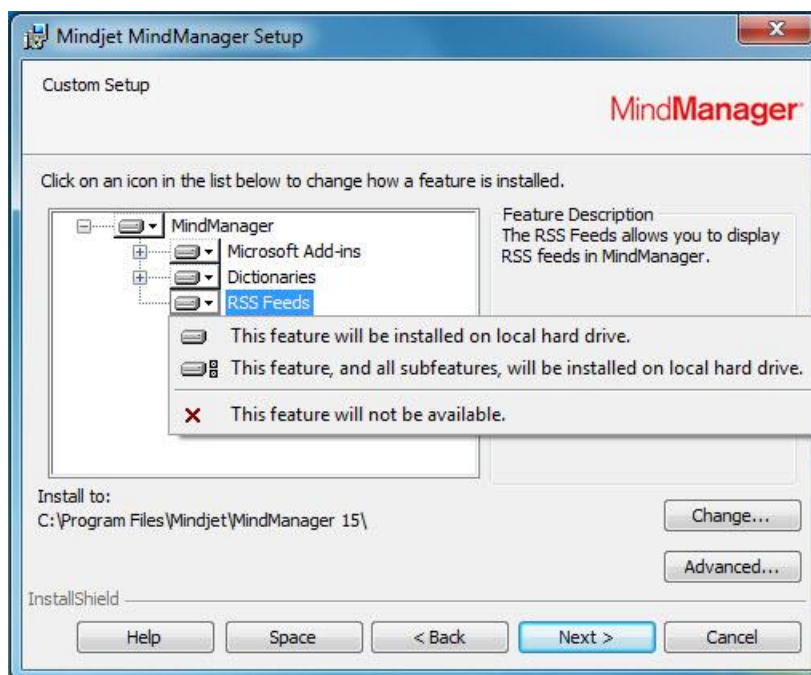 Mindjet MindManager Setup
Custom Setup
MindManager
Click on an icon in the list below to change how a feature is installed.
MindManager
Microsoft Add-ins
Dictionaries
RSS Feeds
Feature Description
The RSS Feeds allows you to display
RSS feeds in MindManager.
This feature will be installed on local hard drive.
This feature, and all subfeatures, will be installed on local hard drive.
This feature will not be available.
Install to:
C:\Program Files\Mindjet\MindManager 15\
Change...
Advanced...
InstallShield
Help
Space
< Back
Next >
Cancel